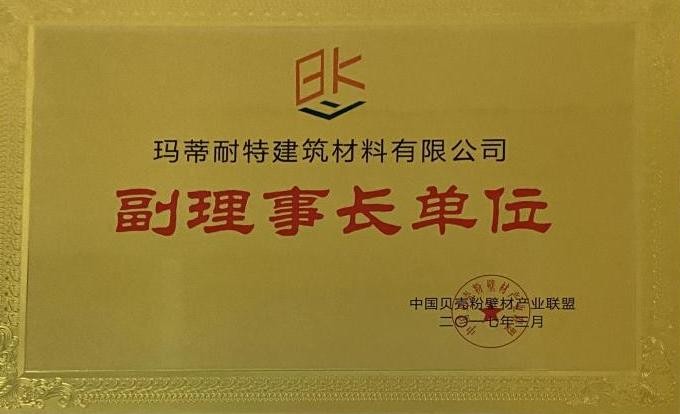 BK
玛蒂耐特建筑材料有限公司
副理事长单位
中国贝壳粉壁材产业联盟
二〇一七年三月